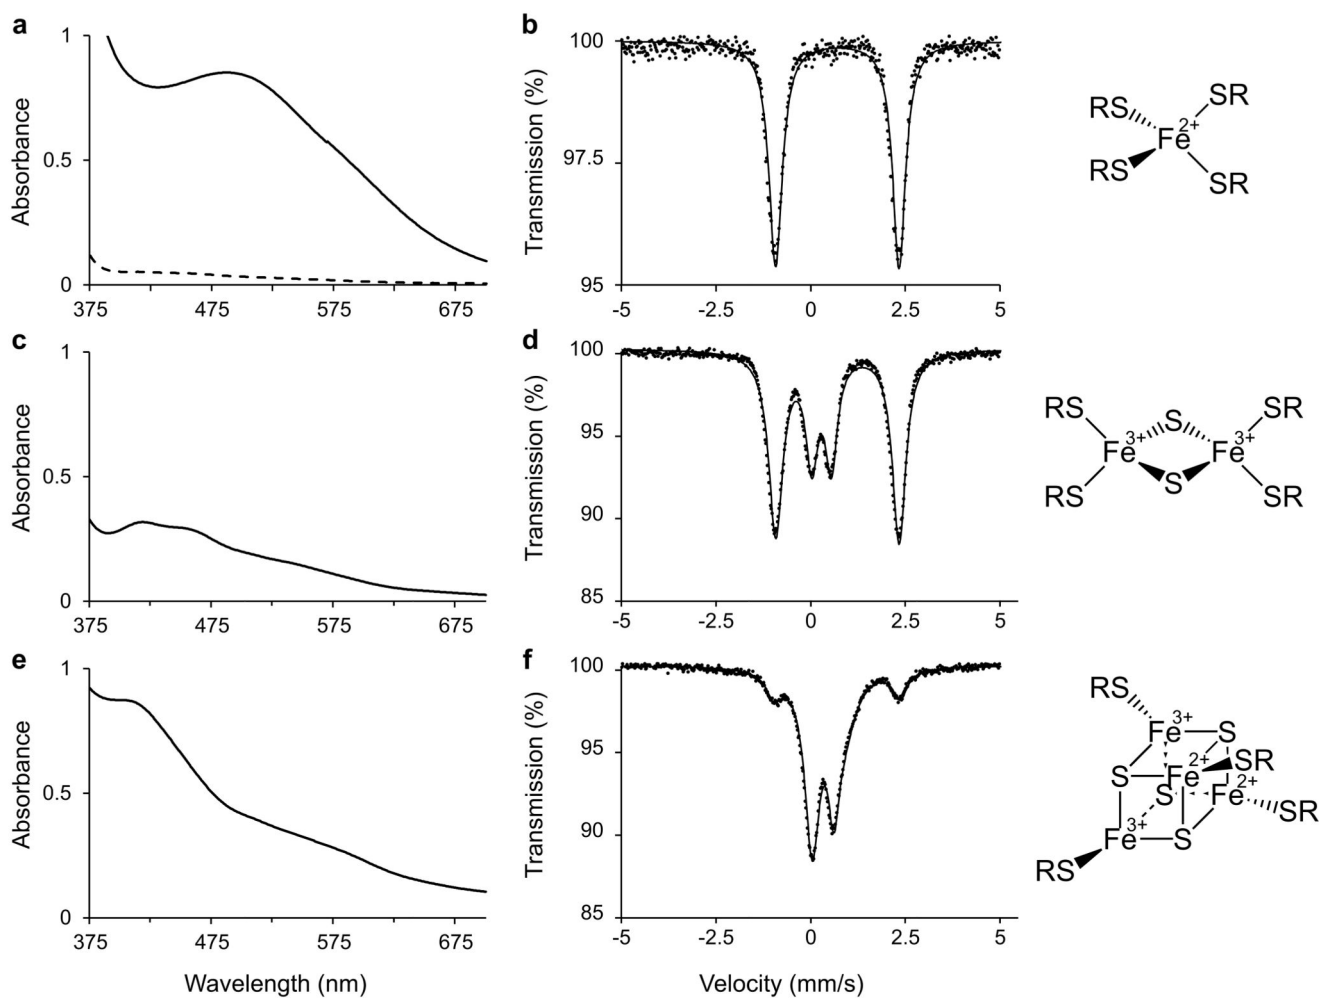 a
1
0.5
0
Absorbance
375 475 575 675
b
100
97.5
95
Transmission (%)
-5 -2.5 0 2.5 5
RS SR
Fe2+
RS SR
c
1
0.5
0
Absorbance
375 475 575 675
d
100
95
90
85
Transmission (%)
-5 -2.5 0 2.5 5
RS S SR
Fe3+ Fe3+
RS S SR
e
1
0.5
0
Absorbance
375 475 575 675
Wavelength (nm)
f
100
95
90
85
Transmission (%)
-5 -2.5 0 2.5 5
Velocity (mm/s)
RS
Fe3+ S
S Fe2+ SR
S Fe2+ SR
Fe3+ S
RS